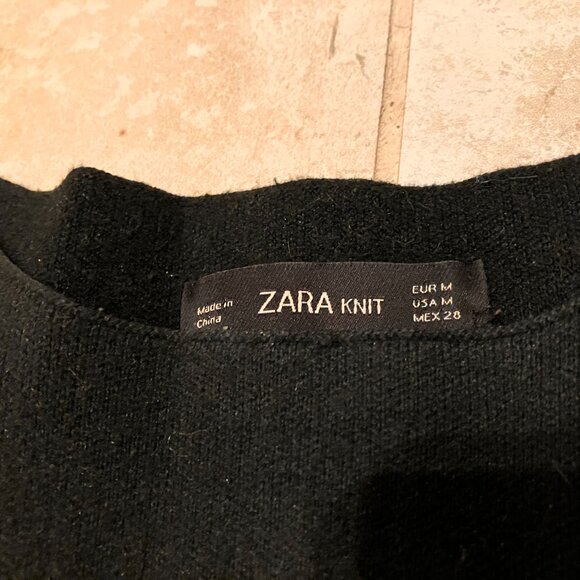 Made in
China
ZARA KNIT
EUR M
USA M
MEX 28